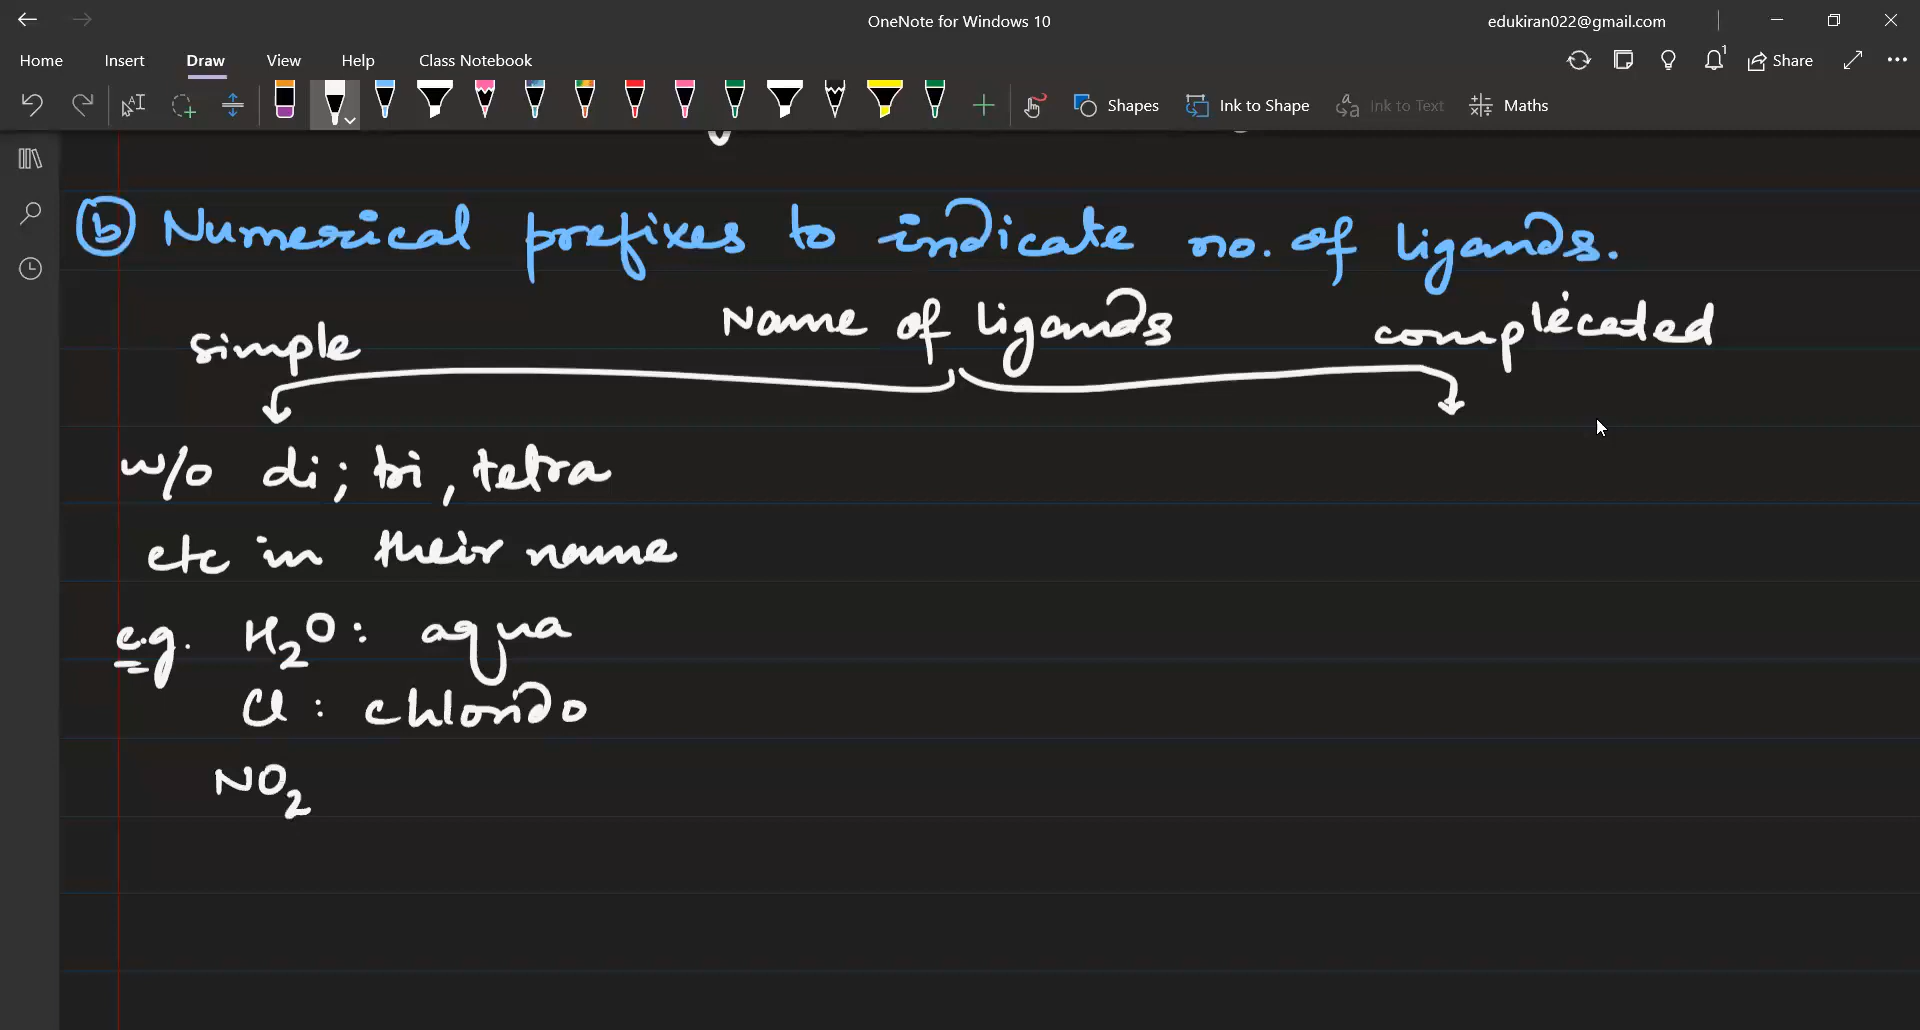 OneNote for Windows 10
edukiran022@gmail.com
Home Insert Draw View Help Class Notebook
1
Share
Shapes Ink to Shape Ink to Text Maths
b Numerical prefixes to indicate no. of ligands.
simple Name of ligands complicated
w/o di; tri, tetra
etc in their name
e.g. H₂O: aqua
Cl : chlorido
NO₂